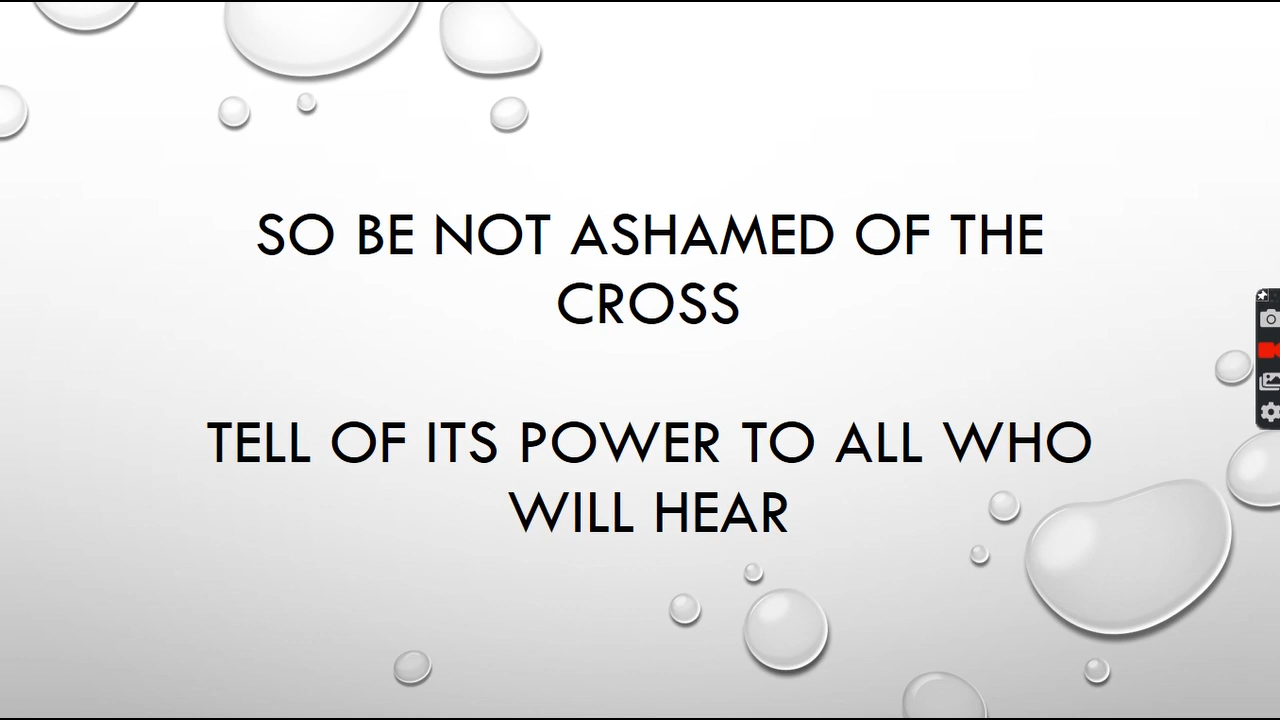 SO BE NOT ASHAMED OF THE
CROSS
TELL OF ITS POWER TO ALL WHO
WILL HEAR